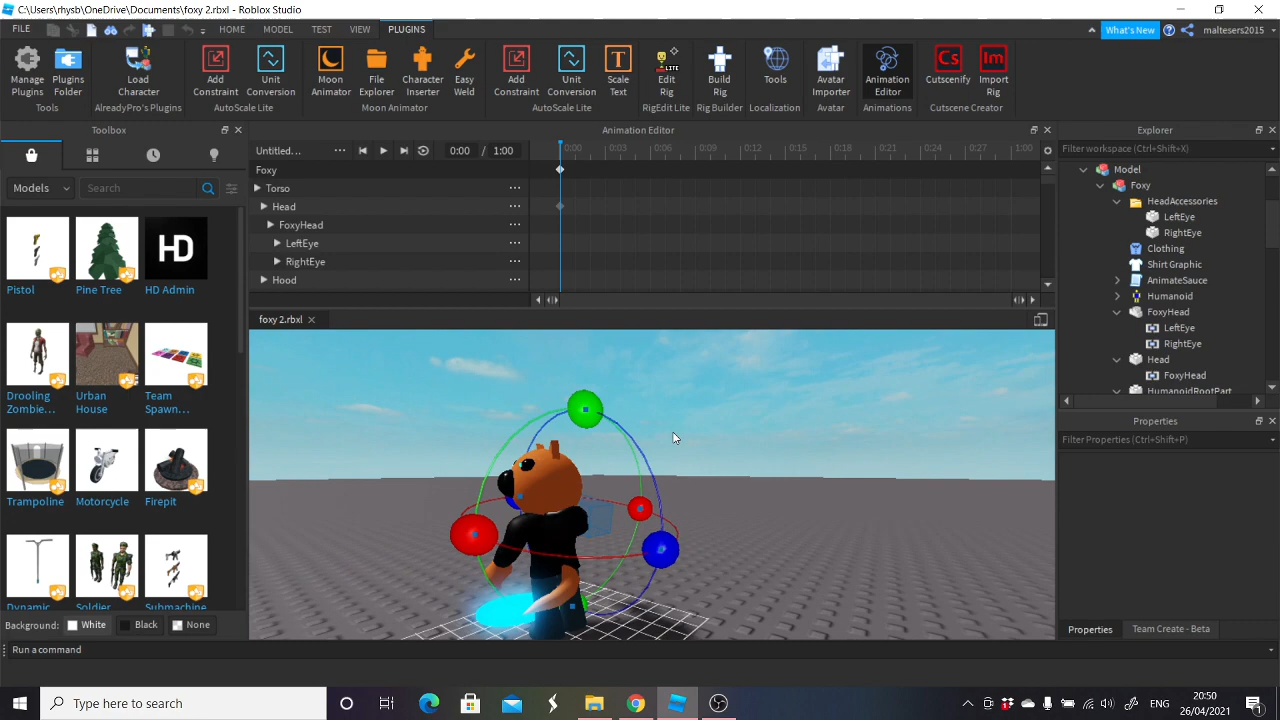 C:\Users\rhysb\OneDrive\Documents\foxy 2.rbxl - Roblox Studio
FILE HOME MODEL TEST VIEW PLUGINS What's New maltesers2015
Manage Plugins
Plugins Folder
Load Character
Add Constraint
Unit Conversion
Moon Animator
File Explorer
Character Inserter
Easy Weld
Add Constraint
Unit Conversion
Scale Text
LITE
Edit Rig
Build Rig
Tools
Avatar Importer
Animation Editor
Cs
Cutscenify
Im
Import Rig
Tools AlreadyPro's Plugins AutoScale Lite Moon Animator AutoScale Lite RigEdit Lite Rig Builder Localization Avatar Animations Cutscene Creator
Toolbox
Models Search
Pistol
Pine Tree
HD
HD Admin
Drooling Zombie...
Urban House
Team Spawn...
Trampoline
Motorcycle
Firepit
Dynamic
Soldier
Submachine
Background: White Black None
Animation Editor
Untitled... 0:00 / 1:00 0:00 0:03 0:06 0:09 0:12 0:15 0:18 0:21 0:24 0:27 1:00
Foxy
Torso
Head
FoxyHead
LeftEye
RightEye
Hood
foxy 2.rbxl
Explorer
Filter workspace (Ctrl+Shift+X)
Model
Foxy
HeadAccessories
LeftEye
RightEye
Clothing
Shirt Graphic
AnimateSauce
Humanoid
FoxyHead
LeftEye
RightEye
Head
FoxyHead
HumanoidRootPart
Properties
Filter Properties (Ctrl+Shift+P)
Properties Team Create - Beta
Run a command
Type here to search
20:50
26/04/2021